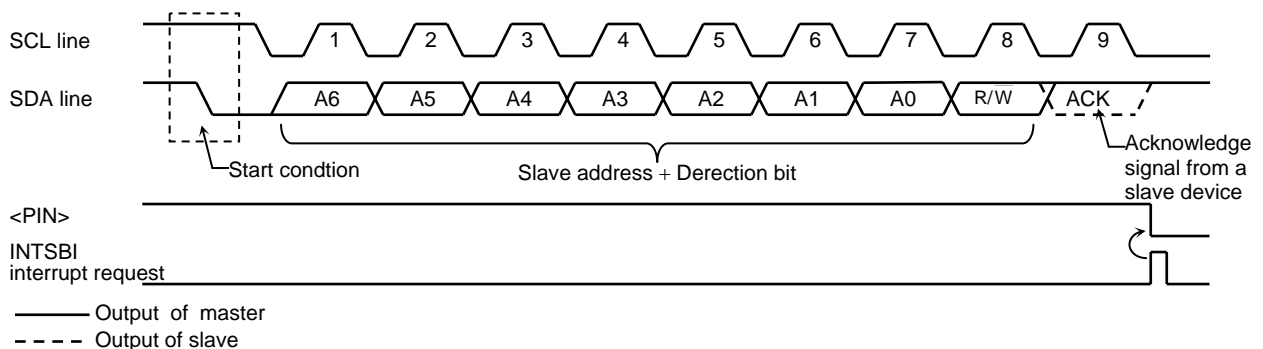 SCL line
1 2 3 4 5 6 7 8 9
SDA line
A6 A5 A4 A3 A2 A1 A0 R/W̅ ACK
Start condtion
Slave address + Derection bit
Acknowledge
signal from a
slave device
<PIN>
INTSBI
interrupt request
Output of master
Output of slave